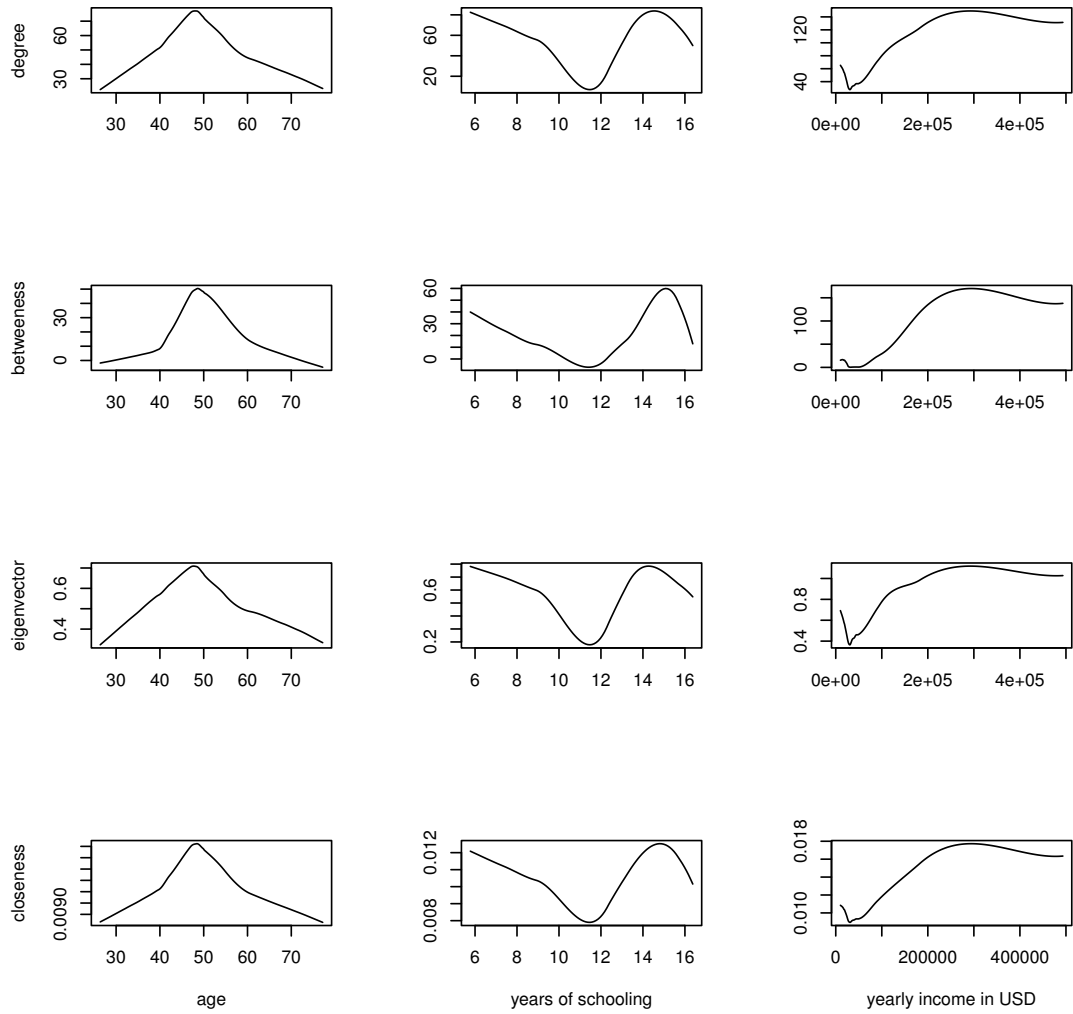 degree
30 60
30 40 50 60 70
20 60
6 8 10 12 14 16
40 120
0e+00 2e+05 4e+05
betweeness
0 30
30 40 50 60 70
0 30 60
6 8 10 12 14 16
0 100
0e+00 2e+05 4e+05
eigenvector
0.4 0.6
30 40 50 60 70
0.2 0.6
6 8 10 12 14 16
0.4 0.8
0e+00 2e+05 4e+05
closeness
0.0090
30 40 50 60 70
age
0.008 0.012
6 8 10 12 14 16
years of schooling
0.010 0.018
0 200000 400000
yearly income in USD